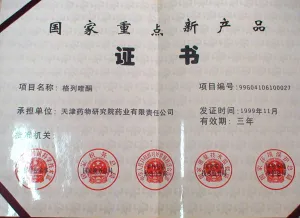 国家重点新产品
证书
项目名称：格列喹酮
项目编号：99G041D6100027
承担单位：天津药物研究院药业有限责任公司
发证时间：1999年11月
有效期：三年
机关：